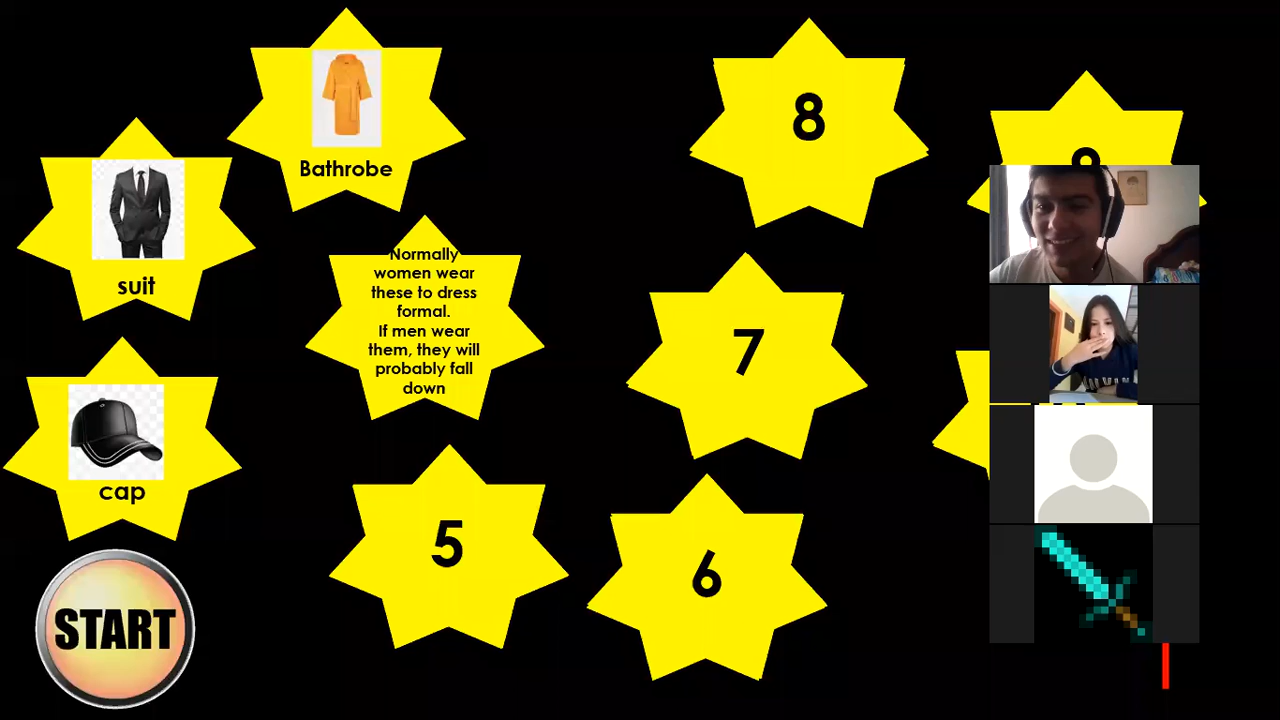 Bathrobe
suit
cap
START
Normally
women wear
these to dress
formal.
If men wear
them, they will
probably fall
down
5
6
7
8